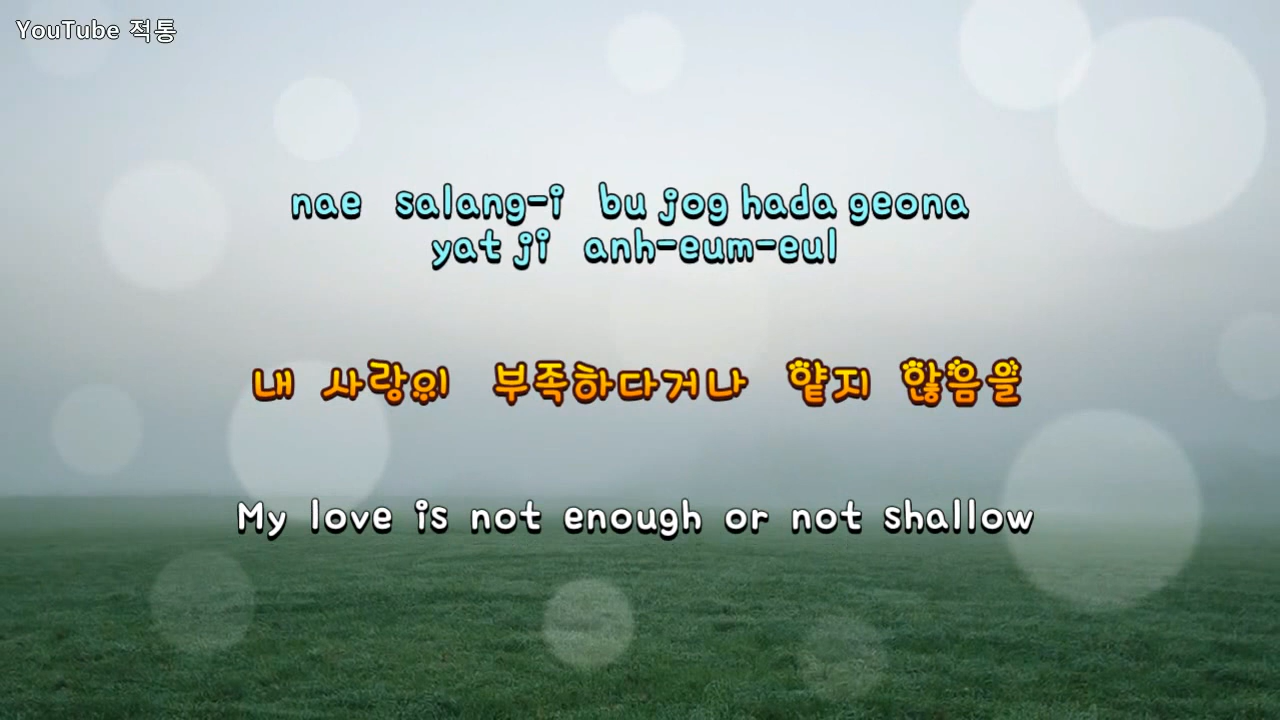 YouTube 적통
nae salang-i bu jog hada geona
yat ji anh-eum-eul
내 사랑이 부족하다거나 얕지 않음을
My love is not enough or not shallow